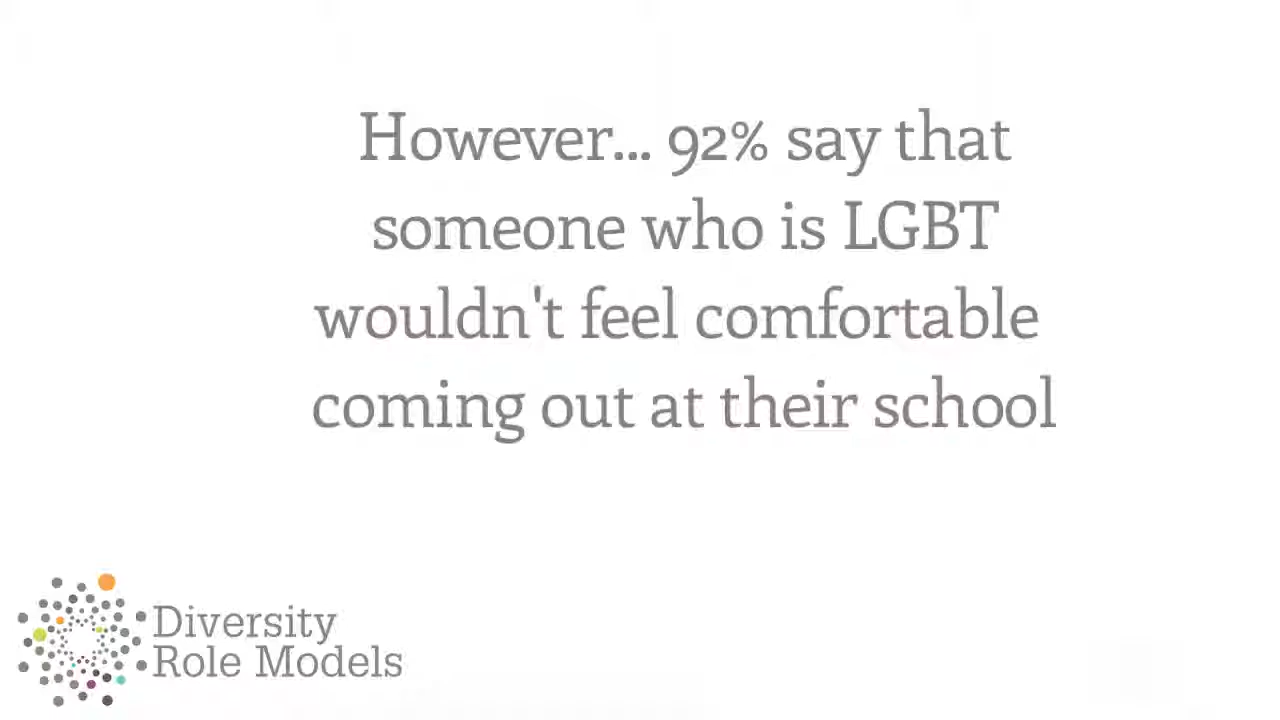 However... 92% say that
someone who is LGBT
wouldn't feel comfortable
coming out at their school
Diversity
Role Models